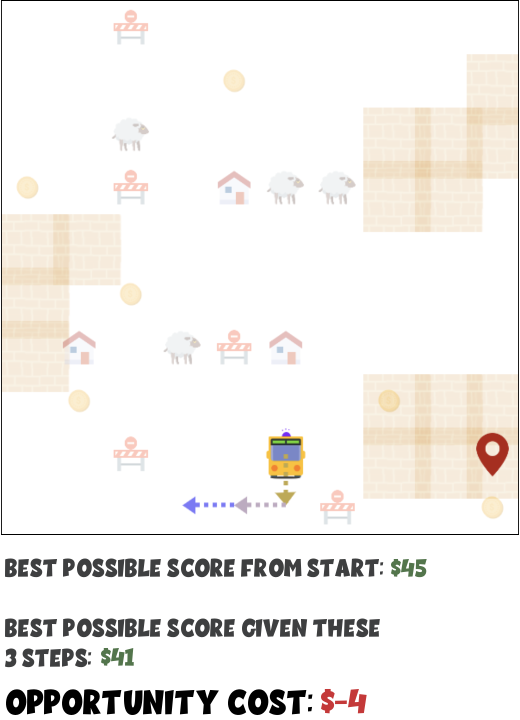 BEST POSSIBLE SCORE FROM START: $45
BEST POSSIBLE SCORE GIVEN THESE
3 STEPS: $41
OPPORTUNITY COST: $-4